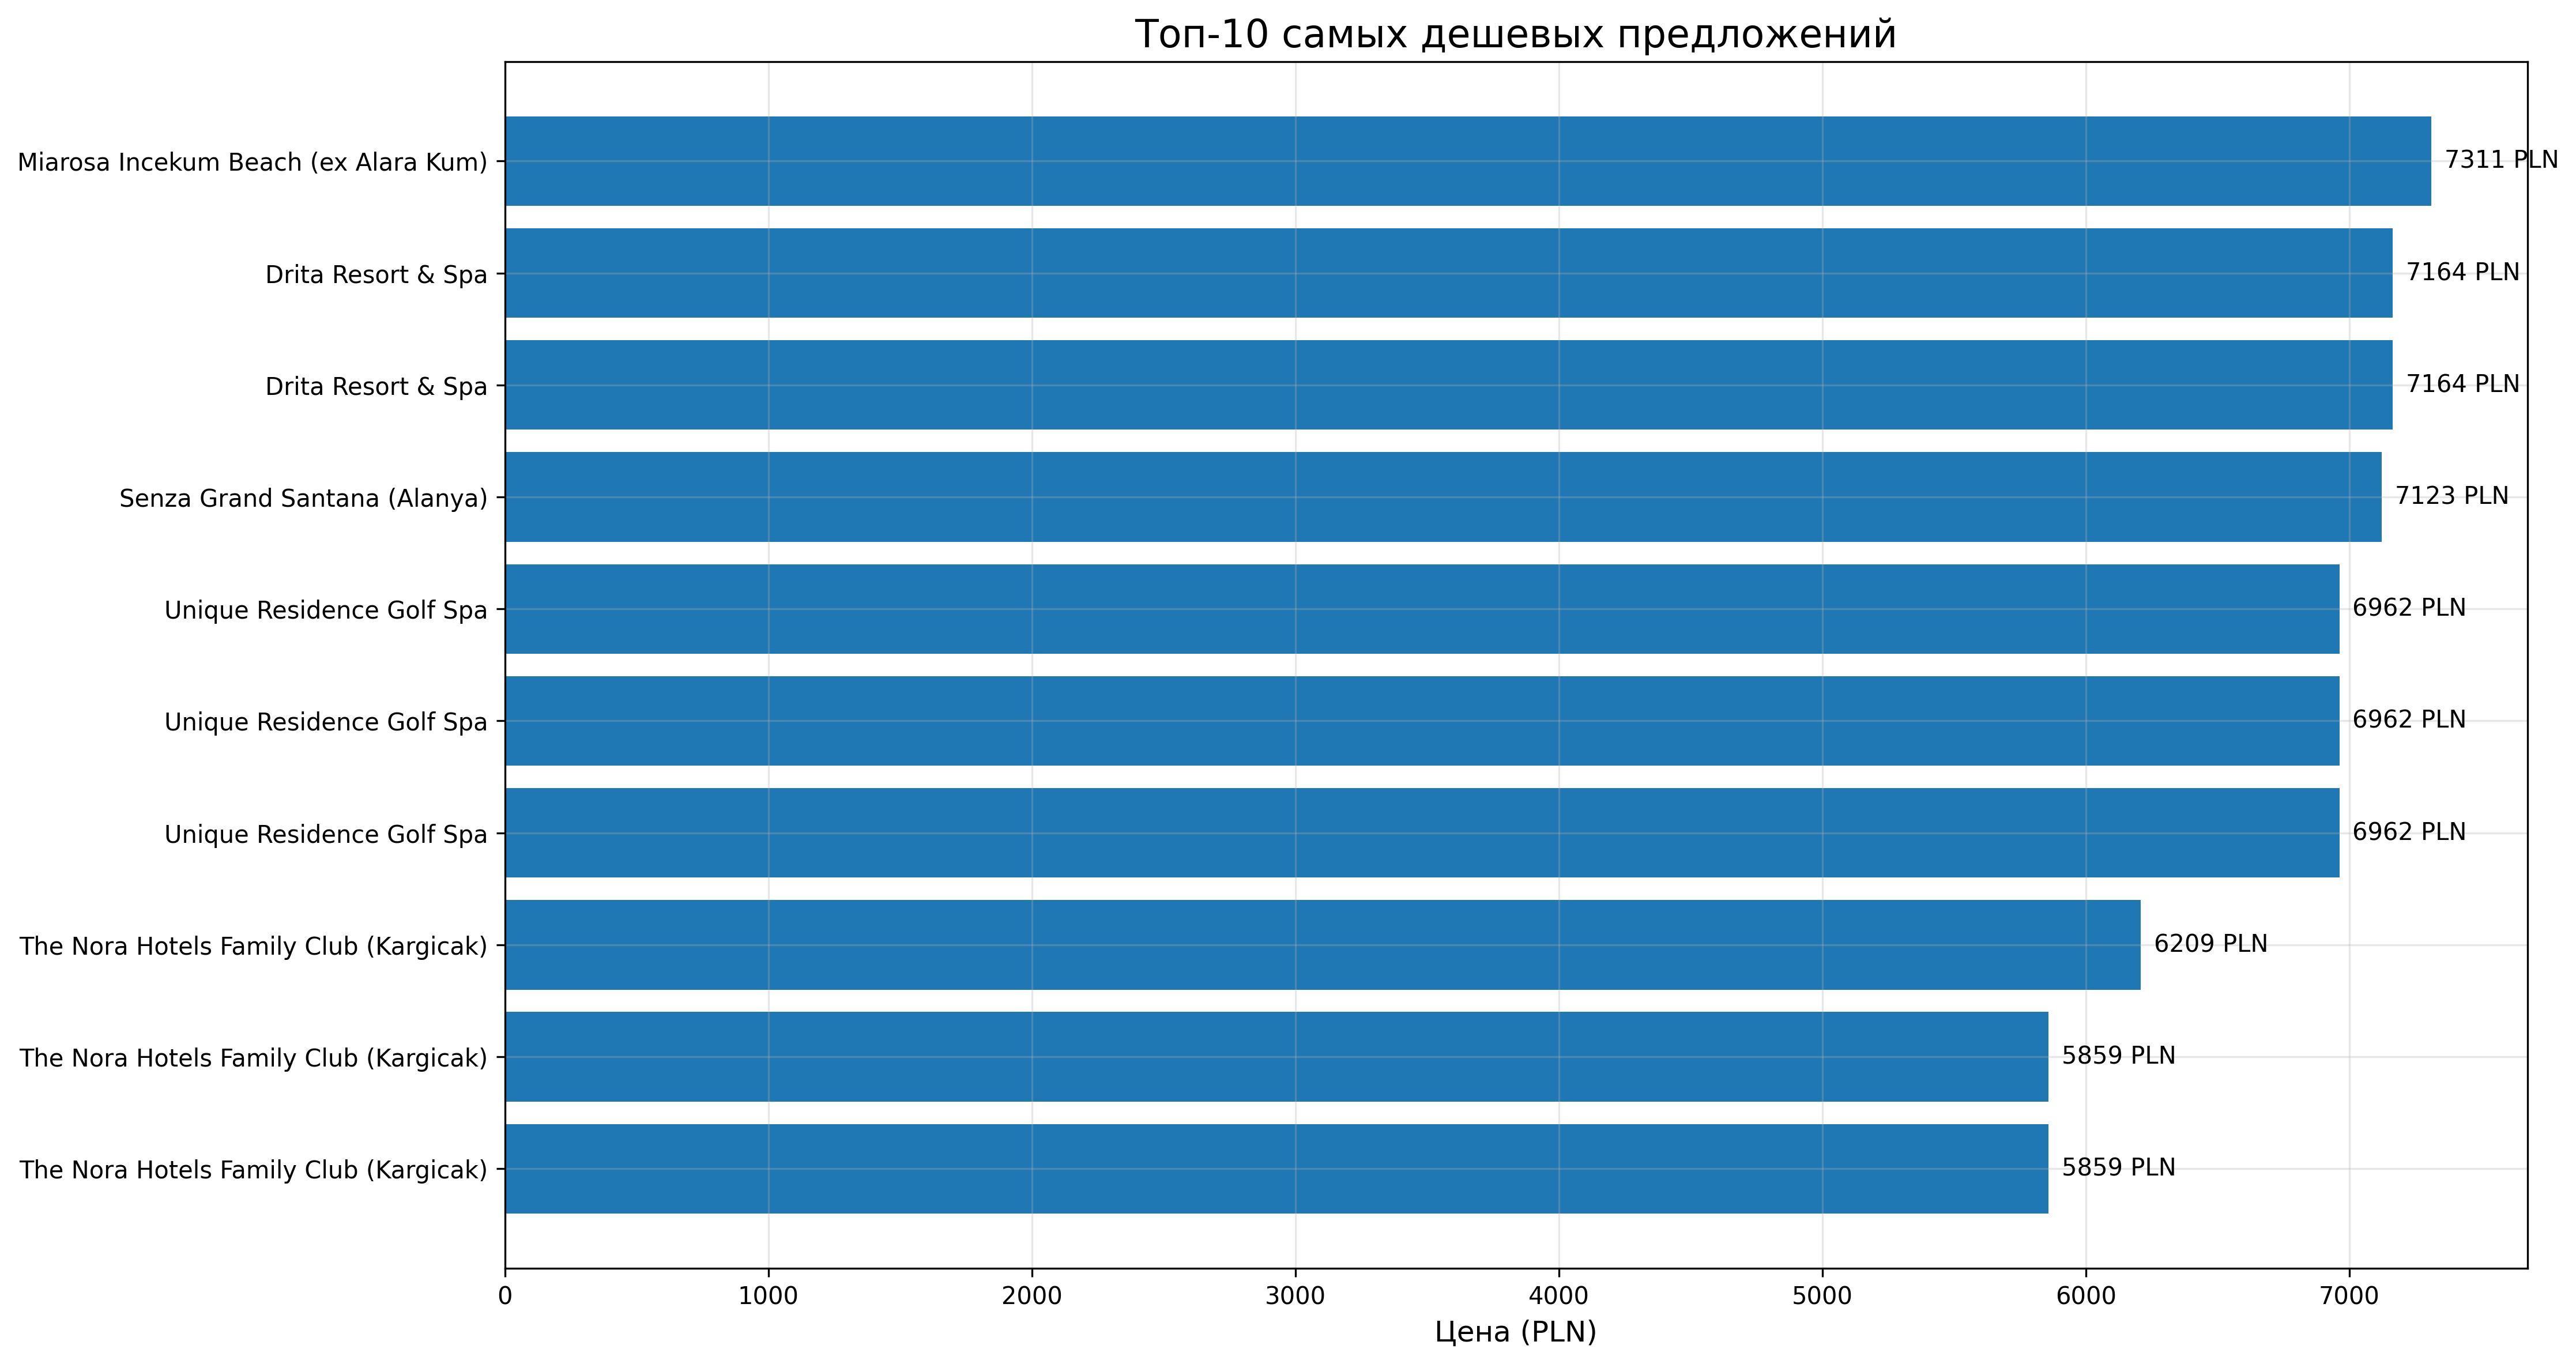 Топ-10 самых дешевых предложений
Miarosa Incekum Beach (ex Alara Kum)
7311 PLN
Drita Resort & Spa
7164 PLN
Drita Resort & Spa
7164 PLN
Senza Grand Santana (Alanya)
7123 PLN
Unique Residence Golf Spa
6962 PLN
Unique Residence Golf Spa
6962 PLN
Unique Residence Golf Spa
6962 PLN
The Nora Hotels Family Club (Kargicak)
6209 PLN
The Nora Hotels Family Club (Kargicak)
5859 PLN
The Nora Hotels Family Club (Kargicak)
5859 PLN
0 1000 2000 3000 4000 5000 6000 7000
Цена (PLN)